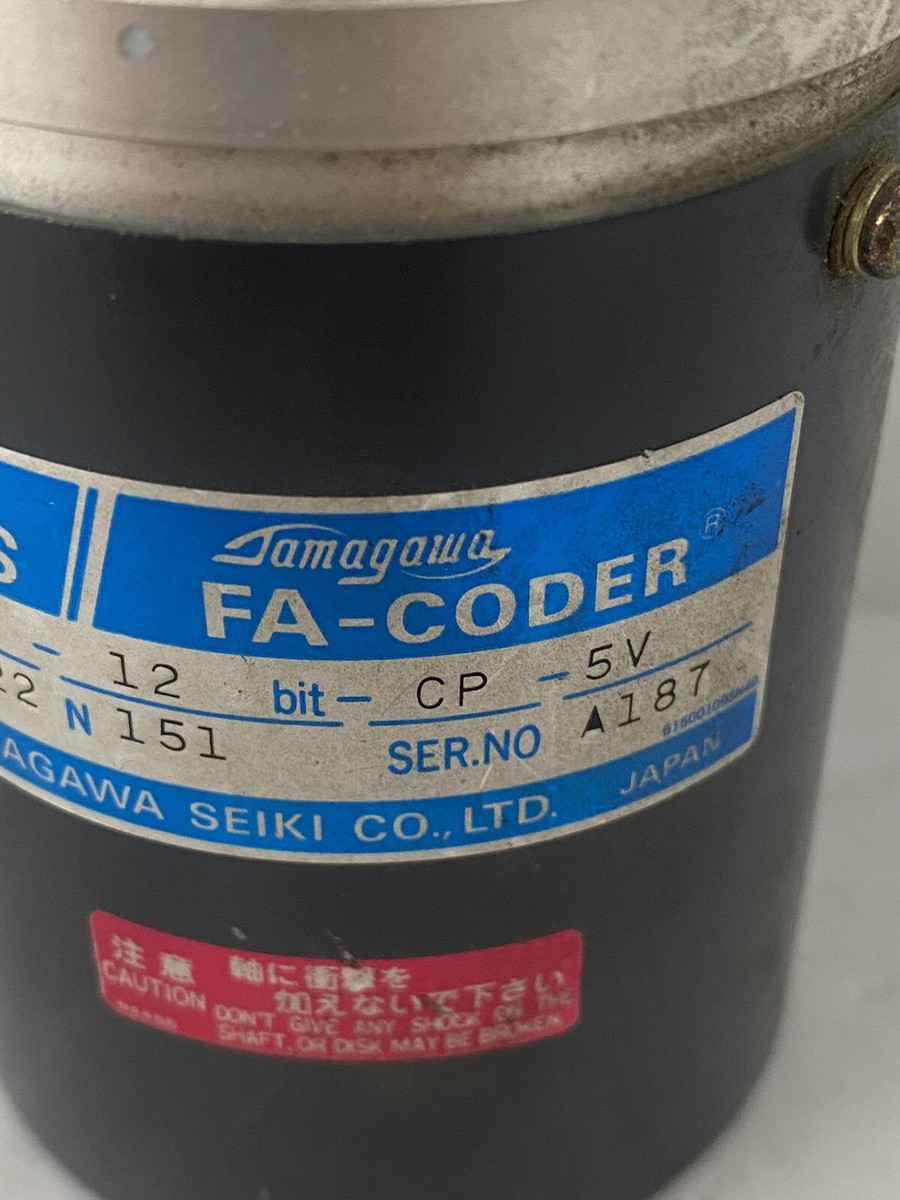 S
Tamagawa
FA-CODER®
- 12 bit - CP - 5V
22 N 151 SER.NO A187
AGAWA SEIKI CO.,LTD. JAPAN
注意 軸に衝撃を
加えないで下さい
CAUTION DON'T GIVE ANY SHOCK ON THE
SHAFT, OR DISK MAY BE BROKEN